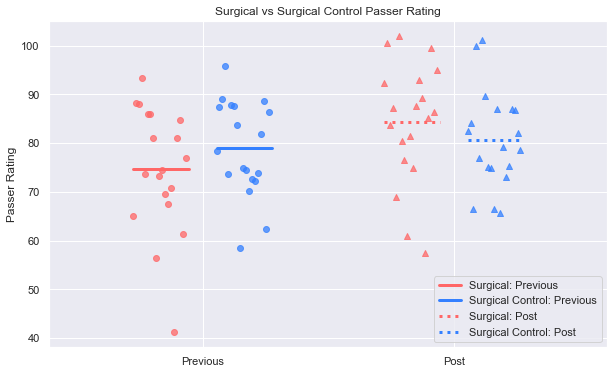 Surgical vs Surgical Control Passer Rating
100
90
80
70
60
50
40
Passer Rating
Previous
Post
Surgical: Previous
Surgical Control: Previous
Surgical: Post
Surgical Control: Post